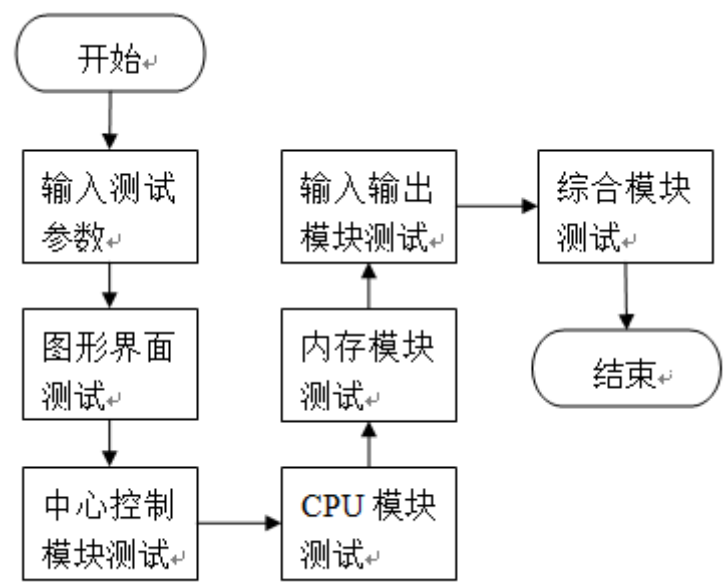 开始
输入测试
参数
图形界面
测试
中心控制
模块测试
CPU 模块
测试
内存模块
测试
输入输出
模块测试
综合模块
测试
结束